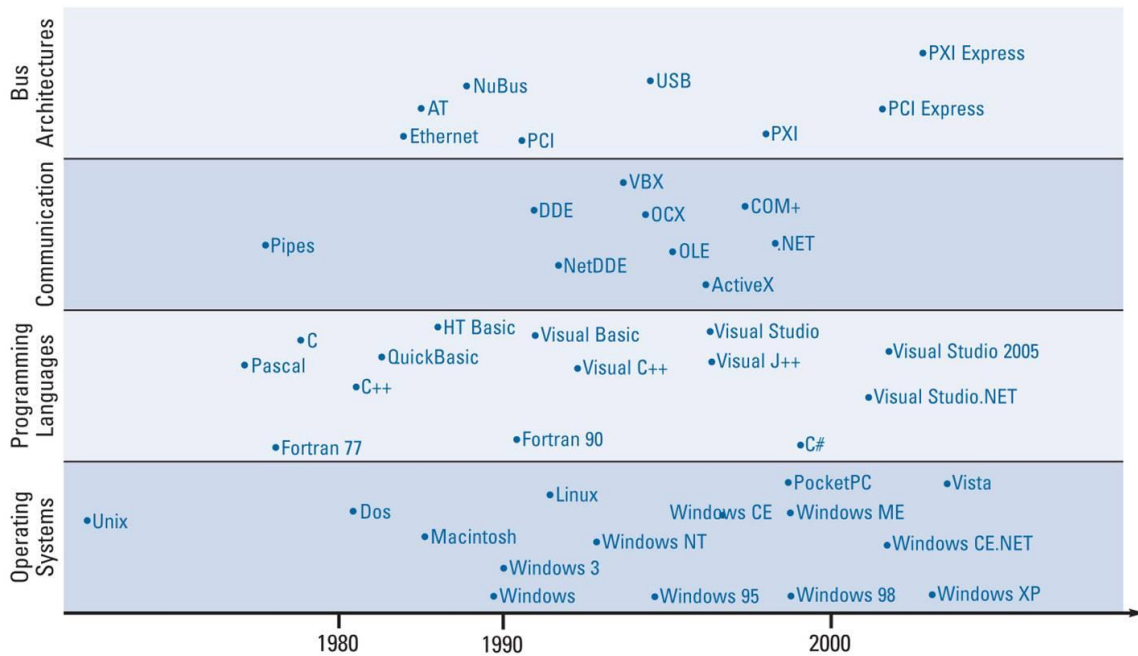 Bus
Architectures
PXI Express
USB
NuBus
AT
PCI Express
Ethernet
PCI
PXI
Communication
VBX
DDE
OCX
COM+
Pipes
.NET
OLE
NetDDE
ActiveX
Programming
Languages
HT Basic
Visual Studio
C
Visual Basic
Visual Studio 2005
QuickBasic
Pascal
Visual C++
Visual J++
C++
Visual Studio.NET
Fortran 90
C#
Fortran 77
Operating
Systems
PocketPC
Vista
Linux
Unix
Dos
Windows CE
Windows ME
Macintosh
Windows NT
Windows CE.NET
Windows 3
Windows
Windows 95
Windows 98
Windows XP
1980
1990
2000